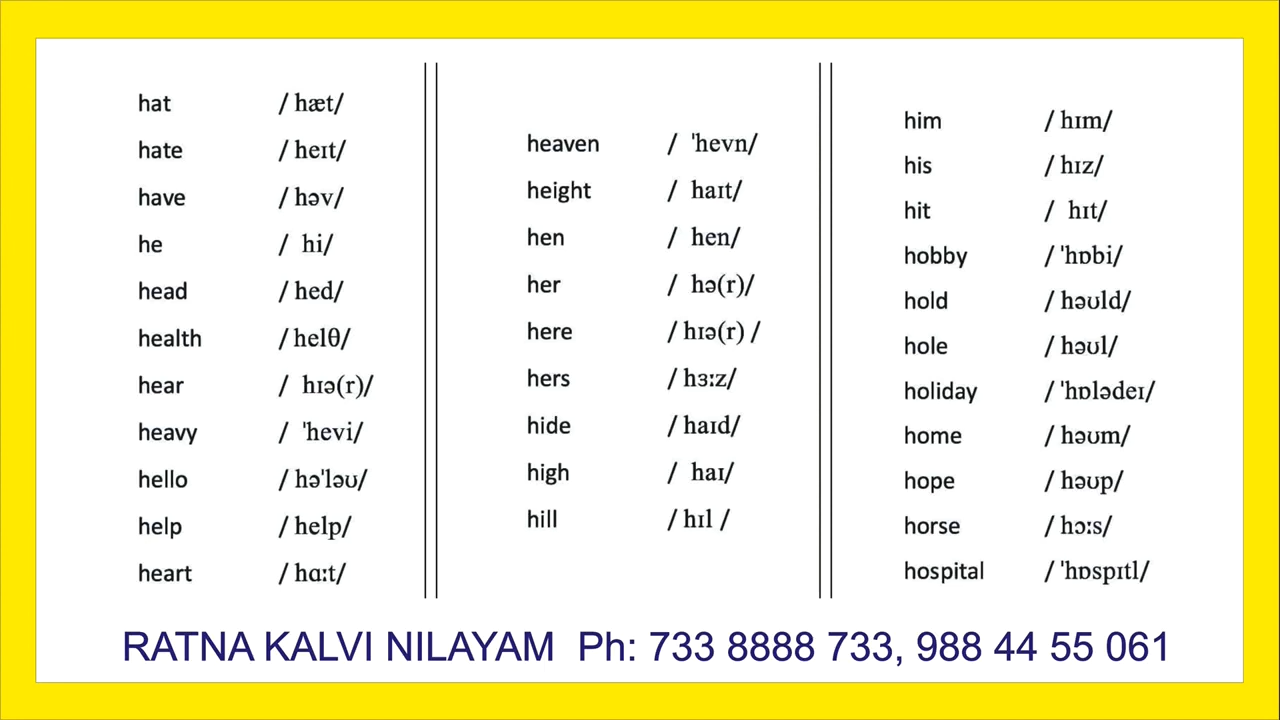 hat / hæt/
hate / heɪt/
have / həv/
he / hi/
head / hed/
health / helθ/
hear / hɪə(r)/
heavy / ˈhevi/
hello / həˈləʊ/
help / help/
heart / hɑːt/
heaven / ˈhevn/
height / haɪt/
hen / hen/
her / hə(r)/
here / hɪə(r) /
hers / hɜːz/
hide / haɪd/
high / haɪ/
hill / hɪl /
him / hɪm/
his / hɪz/
hit / hɪt/
hobby / ˈhɒbi/
hold / həʊld/
hole / həʊl/
holiday / ˈhɒlədeɪ/
home / həʊm/
hope / həʊp/
horse / hɔːs/
hospital / ˈhɒspɪtl/
RATNA KALVI NILAYAM Ph: 733 8888 733, 988 44 55 061